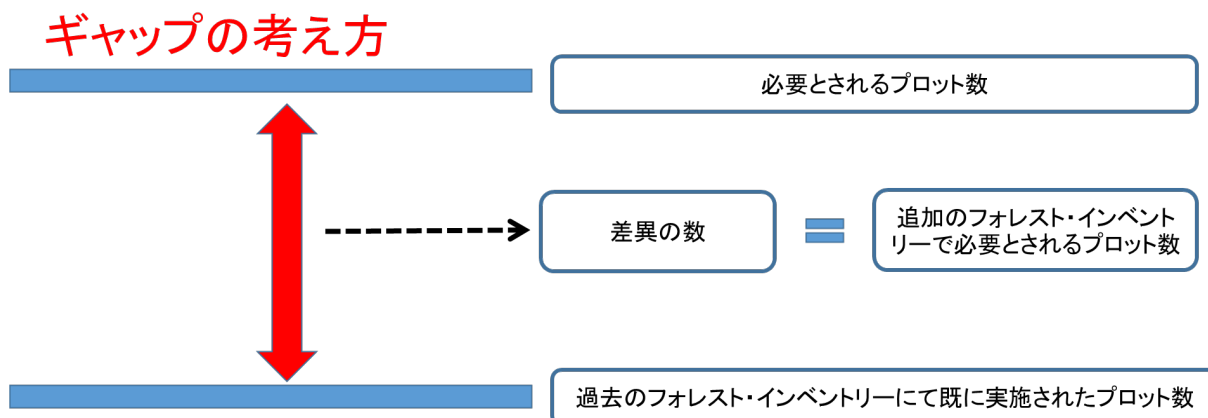 ギャップの考え方
必要とされるプロット数
差異の数
追加のフォレスト・インベント
リーで必要とされるプロット数
過去のフォレスト・インベントリーにて既に実施されたプロット数